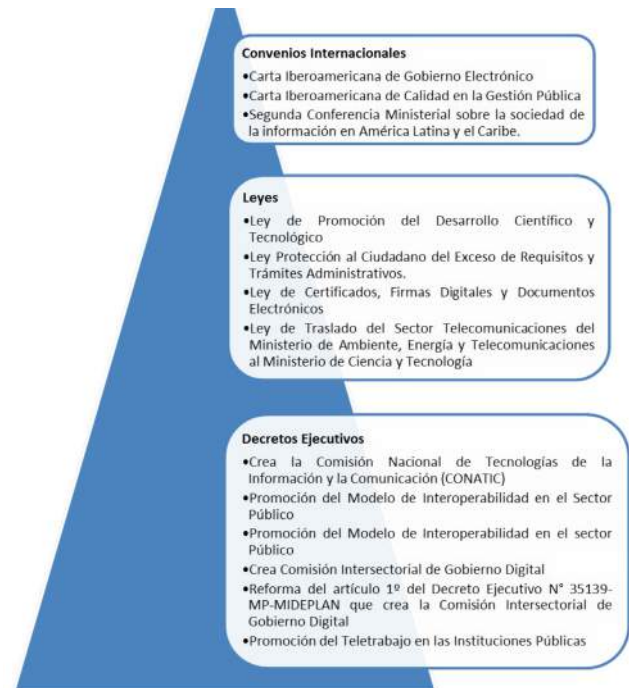 Convenios Internacionales
•Carta Iberoamericana de Gobierno Electrónico
•Carta Iberoamericana de Calidad en la Gestión Pública
•Segunda Conferencia Ministerial sobre la sociedad de
la información en América Latina y el Caribe.
Leyes
•Ley de Promoción del Desarrollo Científico y
Tecnológico
•Ley Protección al Ciudadano del Exceso de Requisitos y
Trámites Administrativos.
•Ley de Certificados, Firmas Digitales y Documentos
Electrónicos
•Ley de Traslado del Sector Telecomunicaciones del
Ministerio de Ambiente, Energía y Telecomunicaciones
al Ministerio de Ciencia y Tecnología
Decretos Ejecutivos
•Crea la Comisión Nacional de Tecnologías de la
Información y la Comunicación (CONATIC)
•Promoción del Modelo de Interoperabilidad en el Sector
Público
•Promoción del Modelo de Interoperabilidad en el sector
Público
•Crea Comisión Intersectorial de Gobierno Digital
•Reforma del artículo 1º del Decreto Ejecutivo N° 35139-
MP-MIDEPLAN que crea la Comisión Intersectorial de
Gobierno Digital
•Promoción del Teletrabajo en las Instituciones Públicas